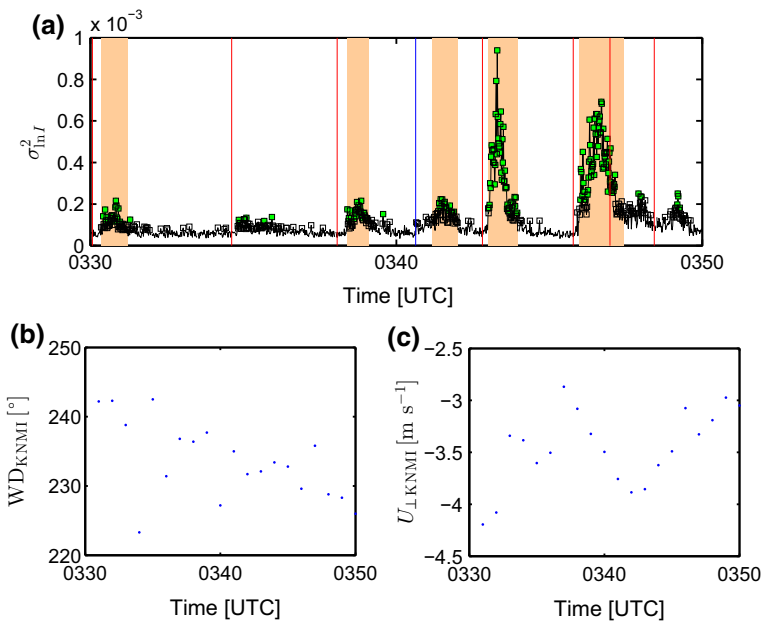 (a)
x 10⁻³
1
0.8
0.6
0.4
0.2
0
σ²ln I
0330
0340
0350
Time [UTC]
(b)
250
240
230
220
WD_KNMI [°]
0330
0340
0350
Time [UTC]
(c)
−2.5
−3
−3.5
−4
−4.5
U⊥KNMI [m s⁻¹]
0330
0340
0350
Time [UTC]